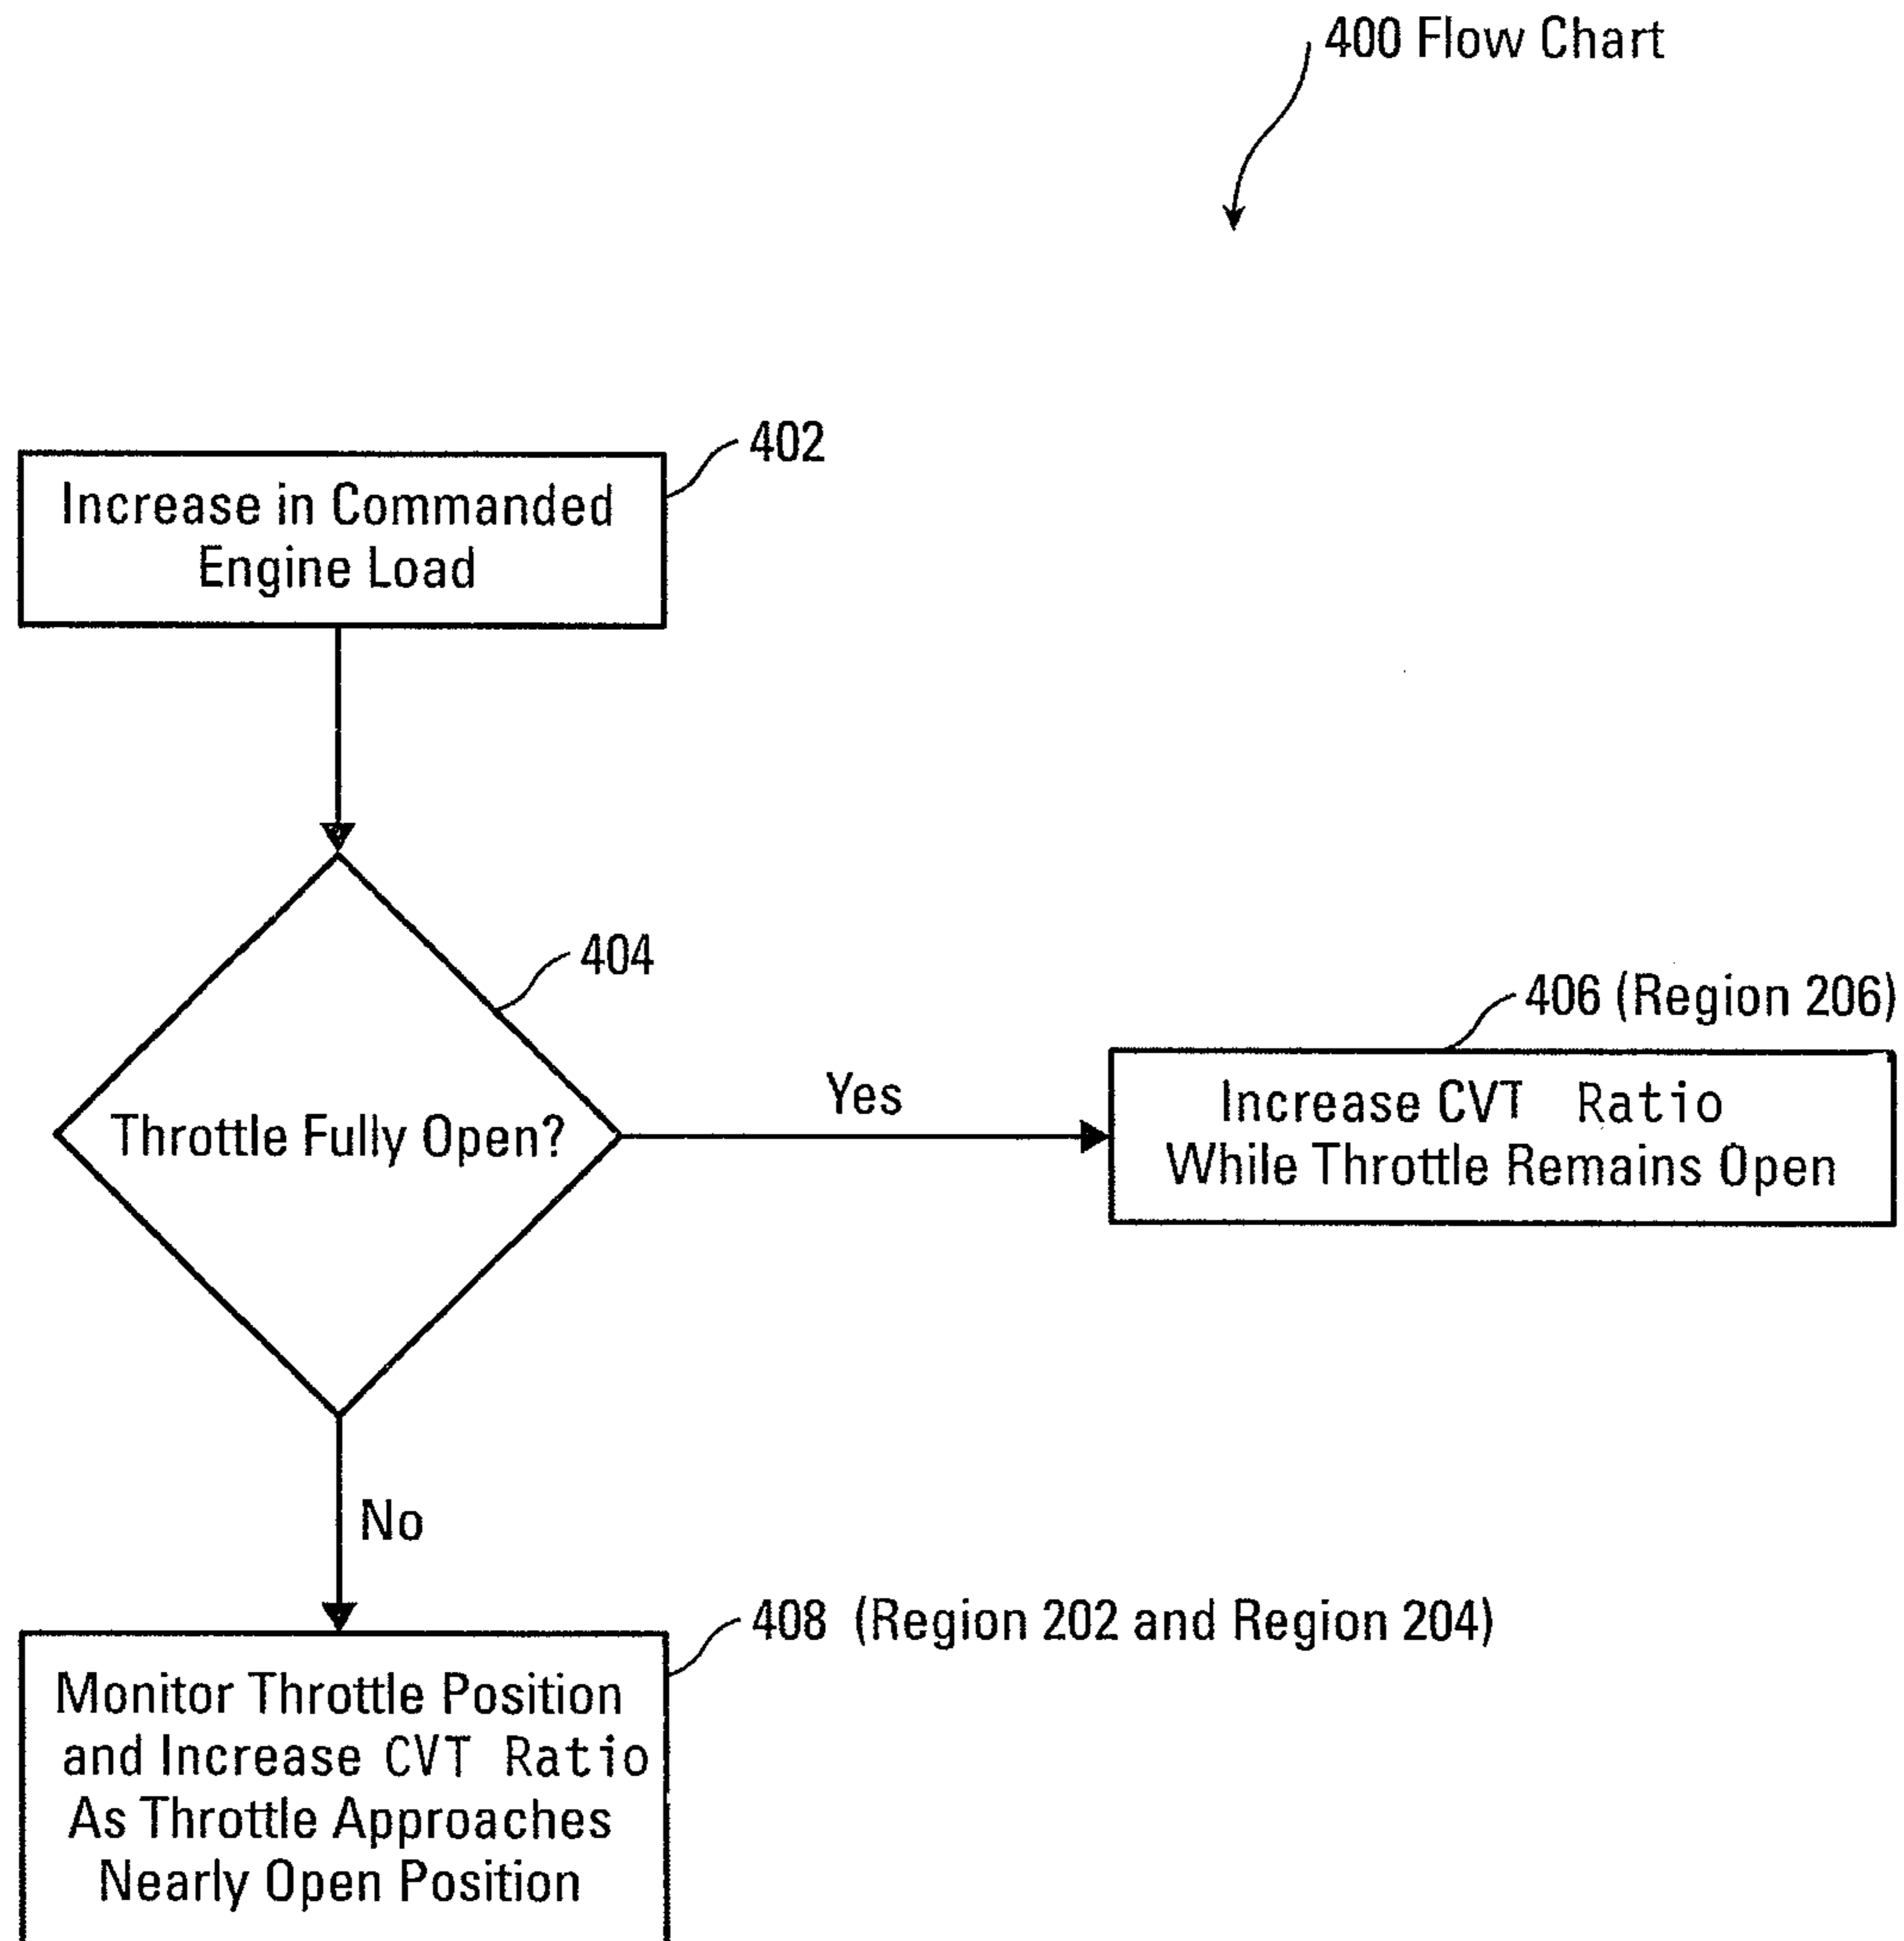 400 Flow Chart
402
Increase in Commanded
Engine Load
404
Throttle Fully Open?
Yes
406 (Region 206)
Increase CVT Ratio
While Throttle Remains Open
No
408 (Region 202 and Region 204)
Monitor Throttle Position
and Increase CVT Ratio
As Throttle Approaches
Nearly Open Position